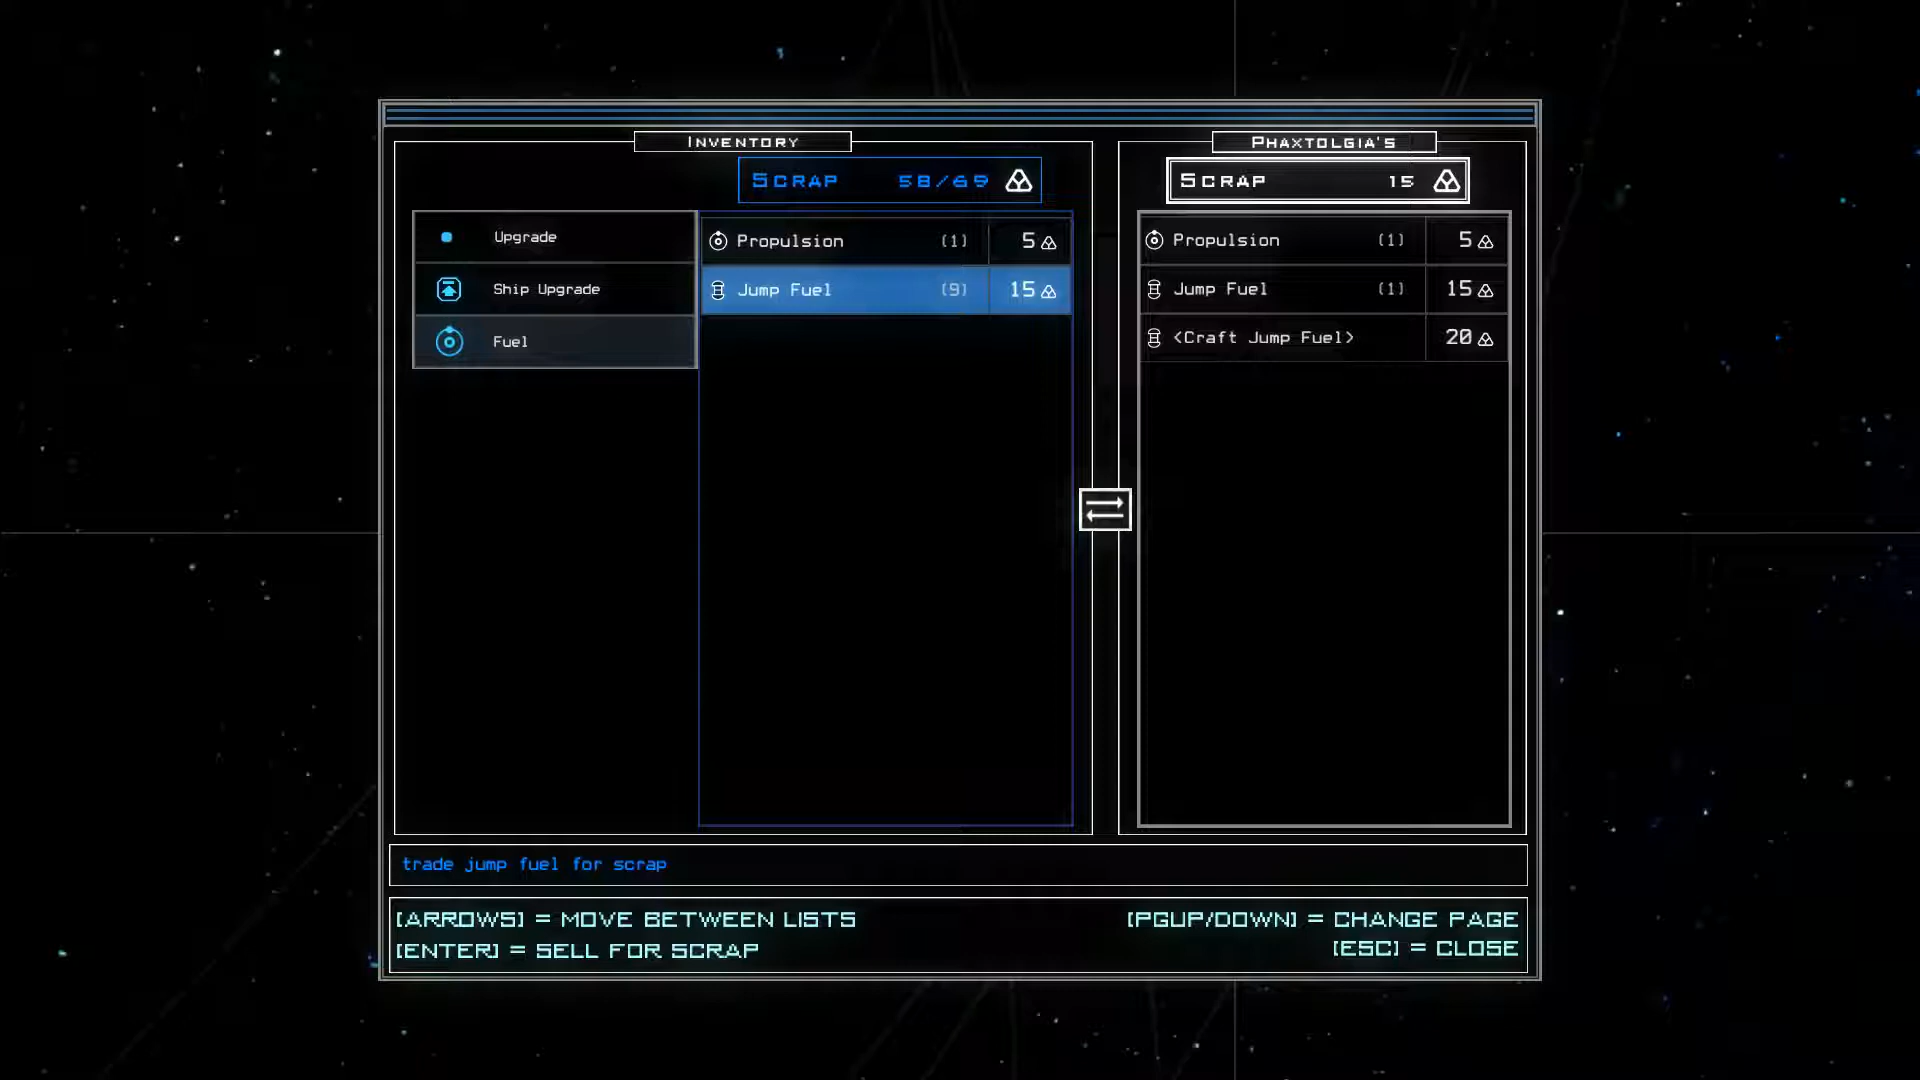 INVENTORY
SCRAP 58/69
Upgrade
Ship Upgrade
Fuel
Propulsion (1) 5
Jump Fuel (9) 15
PHAXTOLGIA'S
SCRAP 15
Propulsion (1) 5
Jump Fuel (1) 15
<Craft Jump Fuel> 20
trade jump fuel for scrap
[ARROWS] = MOVE BETWEEN LISTS
[ENTER] = SELL FOR SCRAP
[PGUP/DOWN] = CHANGE PAGE
[ESC] = CLOSE